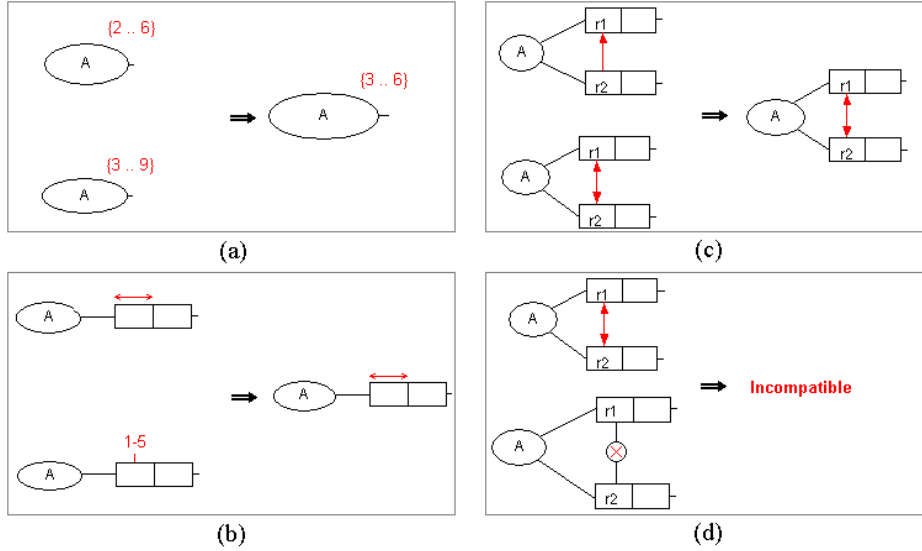 {2 .. 6}
A
{3 .. 6}
A
{3 .. 9}
A
(a)
r1
A
r2
r1
A
r2
r1
A
r2
(c)
A
A
1-5
A
(b)
r1
A
r2
Incompatible
r1
A
r2
(d)